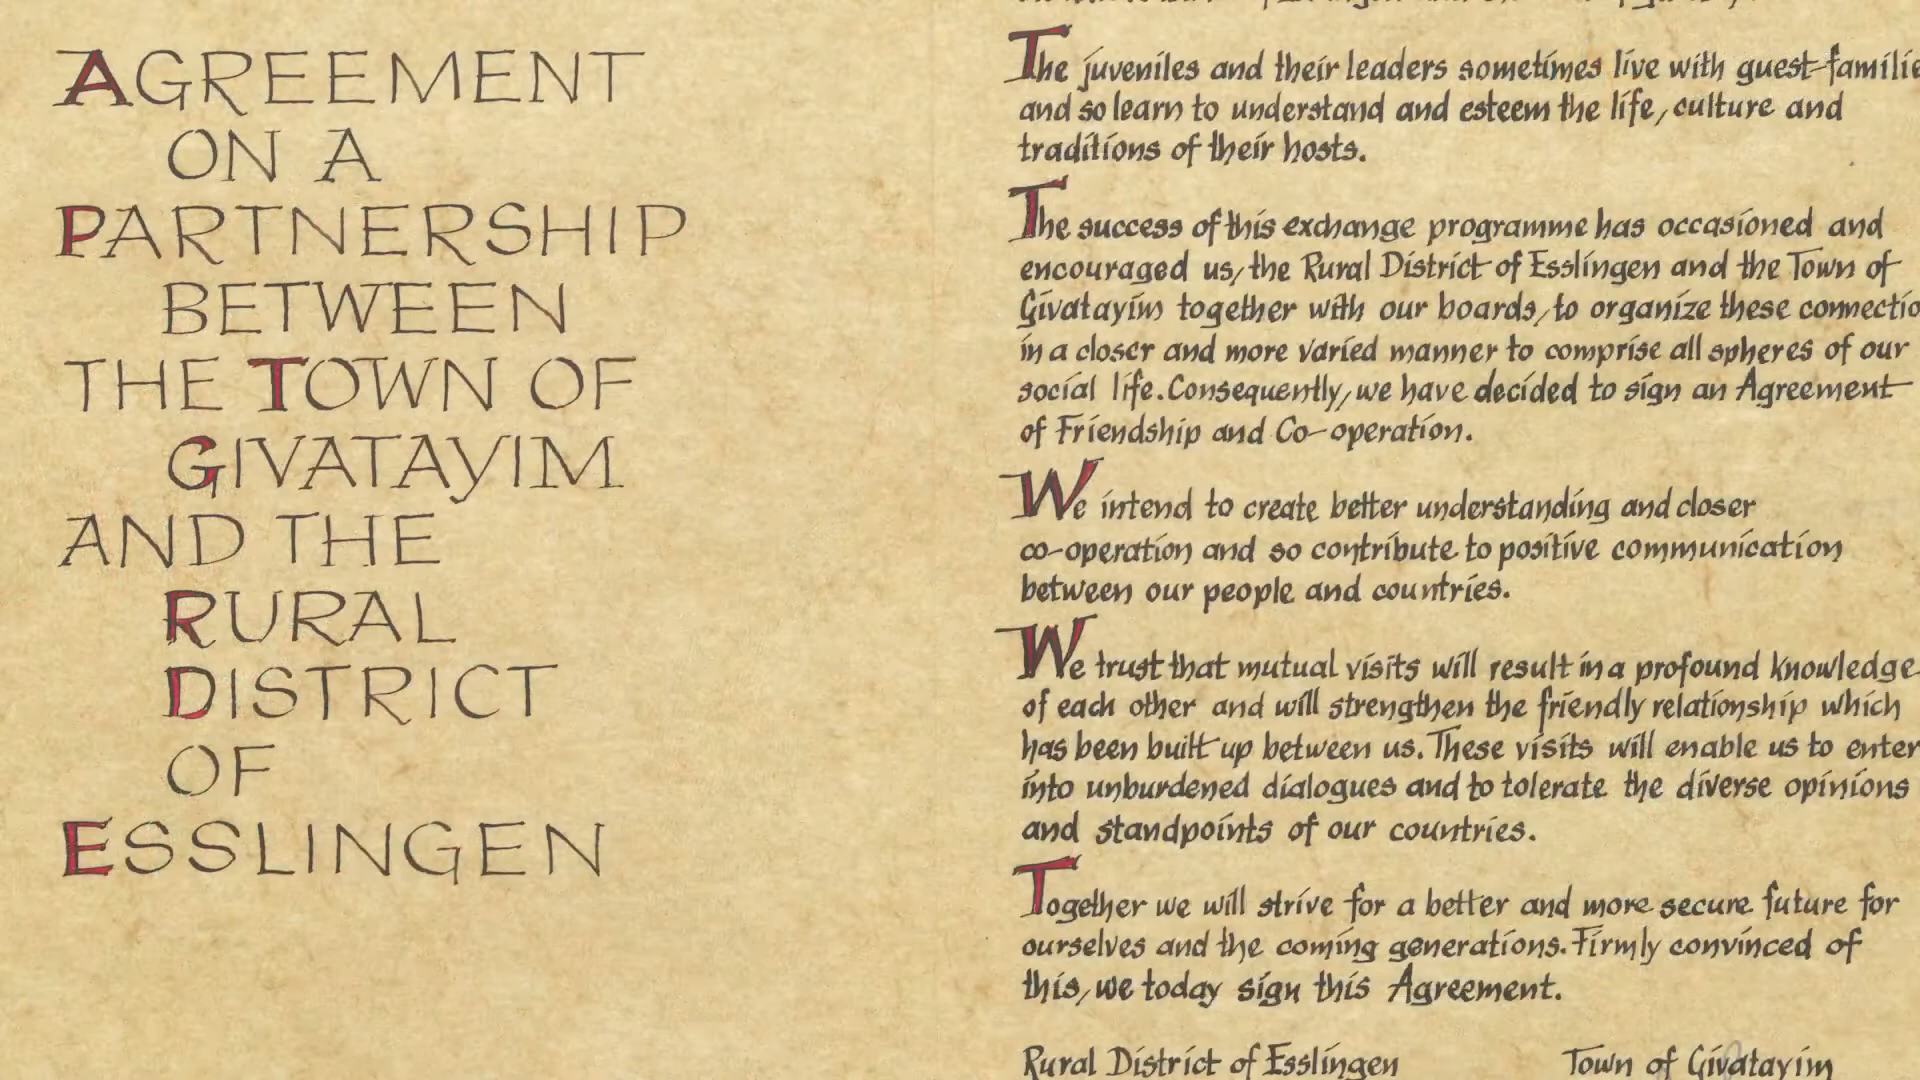 AGREEMENT
ON A
PARTNERSHIP
BETWEEN
THE TOWN OF
GIVATAYIM
AND THE
RURAL
DISTRICT
OF
ESSLINGEN
The juveniles and their leaders sometimes live with guest-familie
and so learn to understand and esteem the life, culture and
traditions of their hosts.
The success of this exchange programme has occasioned and
encouraged us, the Rural District of Esslingen and the Town of
Givatayim together with our boards, to organize these connectio
in a closer and more varied manner to comprise all spheres of our
social life. Consequently, we have decided to sign an Agreement
of Friendship and Co-operation.
We intend to create better understanding and closer
co-operation and so contribute to positive communication
between our people and countries.
We trust that mutual visits will result in a profound knowledge
of each other and will strengthen the friendly relationship which
has been built up between us. These visits will enable us to enter
into unburdened dialogues and to tolerate the diverse opinions
and standpoints of our countries.
Together we will strive for a better and more secure future for
ourselves and the coming generations. Firmly convinced of
this, we today sign this Agreement.
Rural District of Esslingen
Town of Givatayim